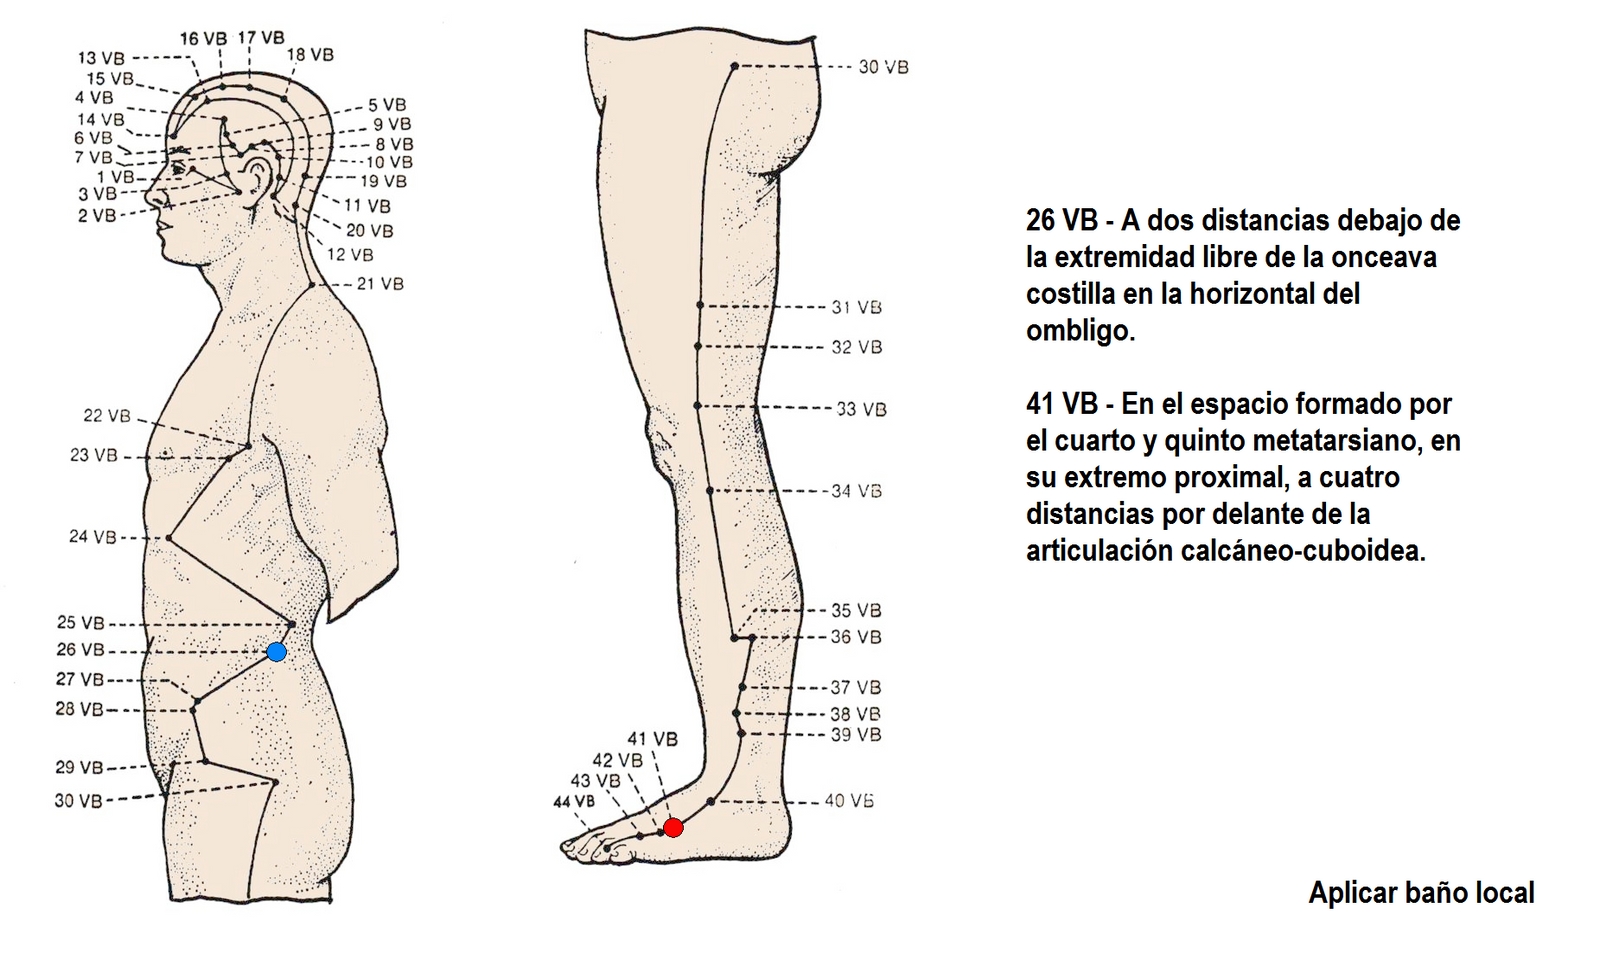 16 VB 17 VB
13 VB
18 VB
15 VB
4 VB
5 VB
14 VB
9 VB
6 VB
8 VB
7 VB
10 VB
1 VB
19 VB
3 VB
11 VB
2 VB
20 VB
12 VB
21 VB
22 VB
23 VB
24 VB
25 VB
26 VB
27 VB
28 VB
29 VB
30 VB
30 VB
31 VB
32 VB
33 VB
34 VB
35 VB
36 VB
37 VB
38 VB
39 VB
41 VB
42 VB
43 VB
44 VB
40 VB
26 VB - A dos distancias debajo de
la extremidad libre de la onceava
costilla en la horizontal del
ombligo.
41 VB - En el espacio formado por
el cuarto y quinto metatarsiano, en
su extremo proximal, a cuatro
distancias por delante de la
articulación calcáneo-cuboidea.
Aplicar baño local